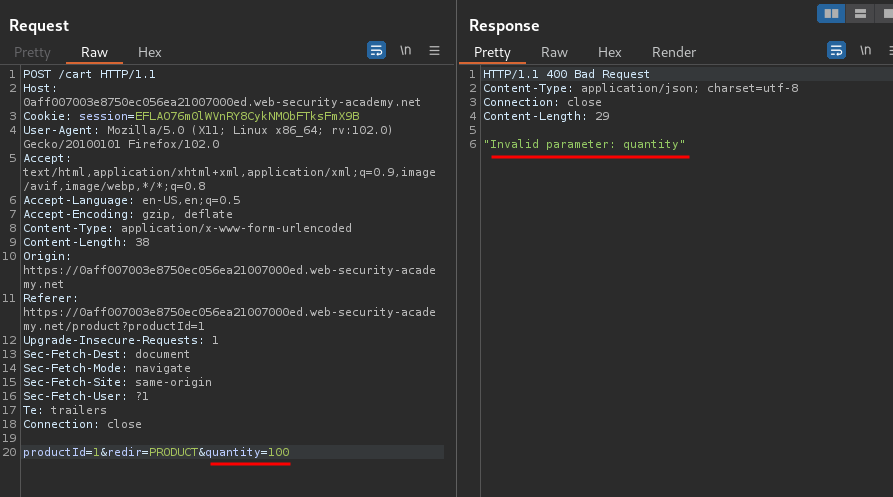 Request
Pretty Raw Hex
\n
1 POST /cart HTTP/1.1
2 Host:
0aff007003e8750ec056ea21007000ed.web-security-academy.net
3 Cookie: session=EFLAO76m0lWVnRY8CykNMObFTksFmX9B
4 User-Agent: Mozilla/5.0 (X11; Linux x86_64; rv:102.0)
Gecko/20100101 Firefox/102.0
5 Accept:
text/html,application/xhtml+xml,application/xml;q=0.9,image
/avif,image/webp,*/*;q=0.8
6 Accept-Language: en-US,en;q=0.5
7 Accept-Encoding: gzip, deflate
8 Content-Type: application/x-www-form-urlencoded
9 Content-Length: 38
10 Origin:
https://0aff007003e8750ec056ea21007000ed.web-security-acade
my.net
11 Referer:
https://0aff007003e8750ec056ea21007000ed.web-security-acade
my.net/product?productId=1
12 Upgrade-Insecure-Requests: 1
13 Sec-Fetch-Dest: document
14 Sec-Fetch-Mode: navigate
15 Sec-Fetch-Site: same-origin
16 Sec-Fetch-User: ?1
17 Te: trailers
18 Connection: close
19
20 productId=1&redir=PRODUCT&quantity=100
Response
Pretty Raw Hex Render
\n
1 HTTP/1.1 400 Bad Request
2 Content-Type: application/json; charset=utf-8
3 Connection: close
4 Content-Length: 29
5
6 "Invalid parameter: quantity"